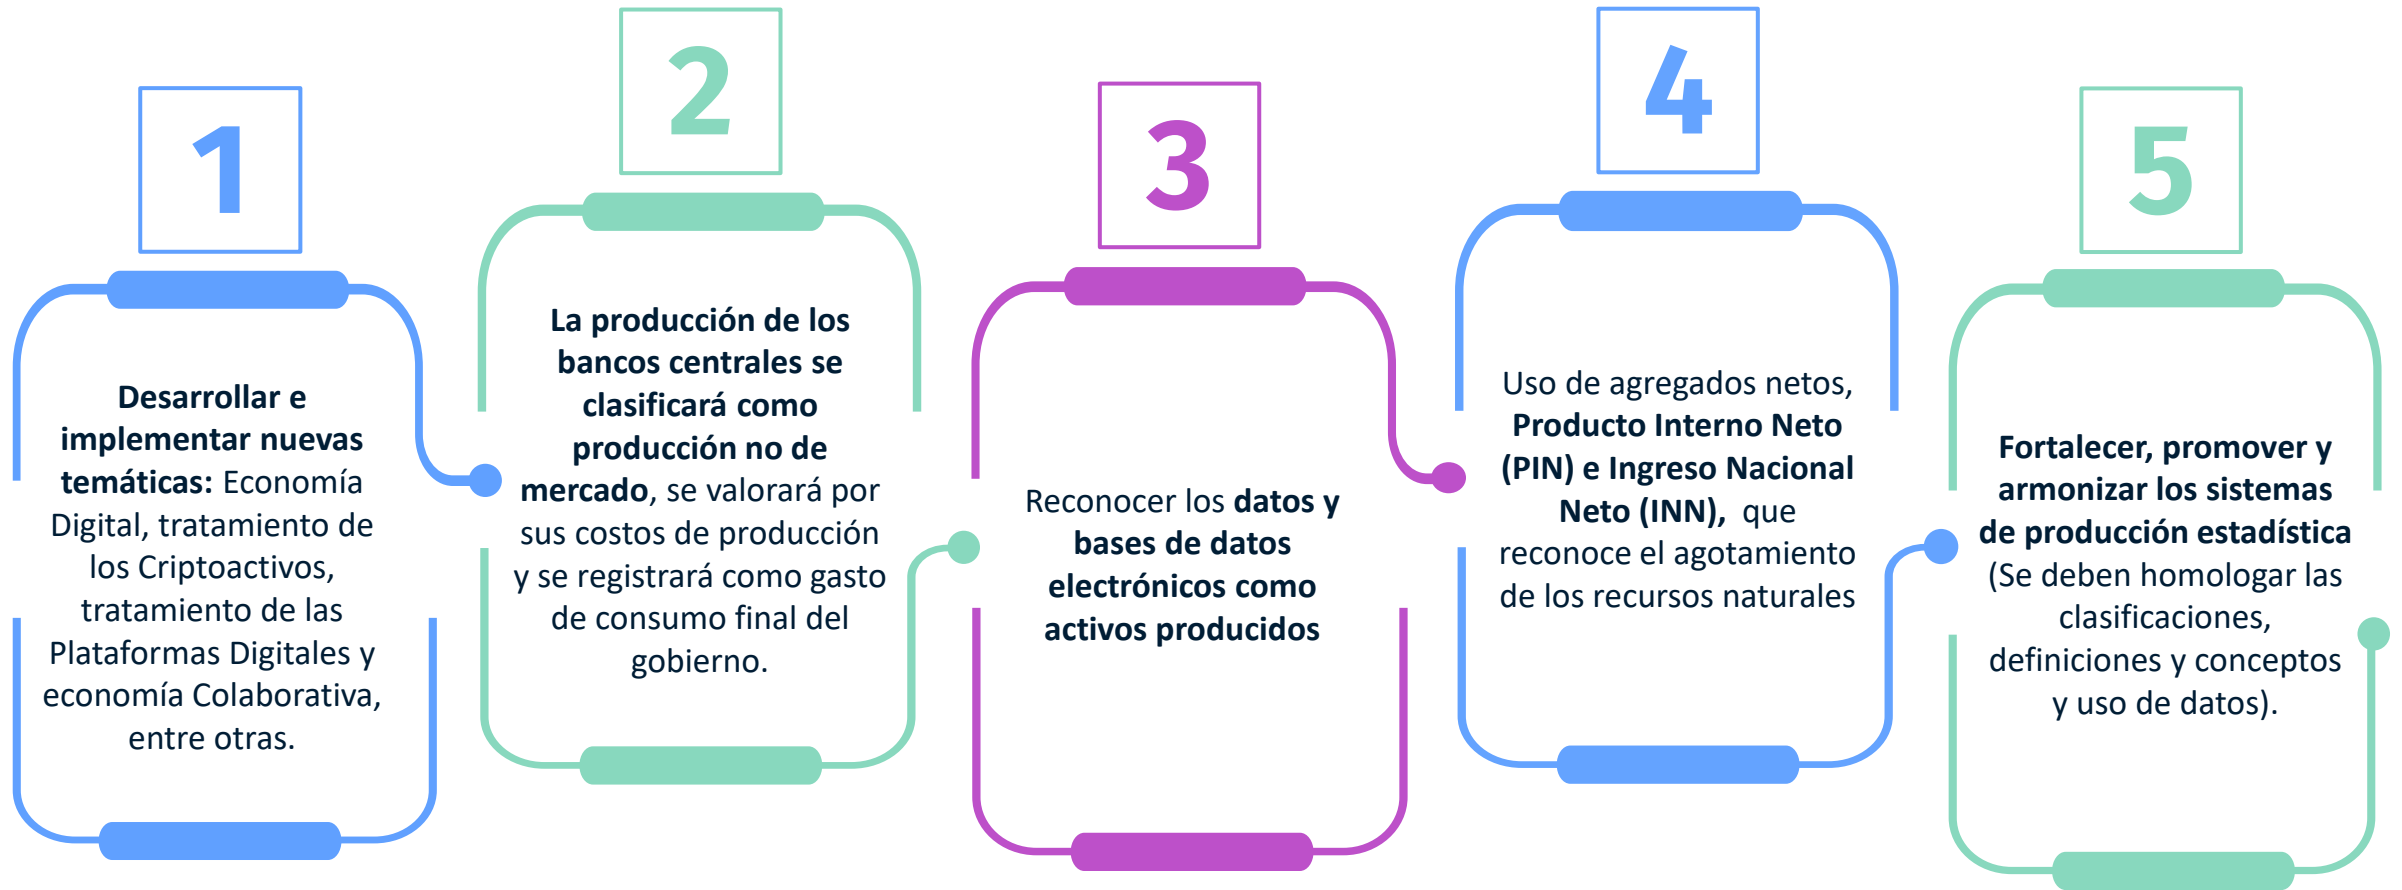 1
Desarrollar e
implementar nuevas
temáticas: Economía
Digital, tratamiento de
los Criptoactivos,
tratamiento de las
Plataformas Digitales y
economía Colaborativa,
entre otras.
2
La producción de los
bancos centrales se
clasificará como
producción no de
mercado, se valorará por
sus costos de producción
y se registrará como gasto
de consumo final del
gobierno.
3
Reconocer los datos y
bases de datos
electrónicos como
activos producidos
4
Uso de agregados netos,
Producto Interno Neto
(PIN) e Ingreso Nacional
Neto (INN), que
reconoce el agotamiento
de los recursos naturales
5
Fortalecer, promover y
armonizar los sistemas
de producción estadística
(Se deben homologar las
clasificaciones,
definiciones y conceptos
y uso de datos).